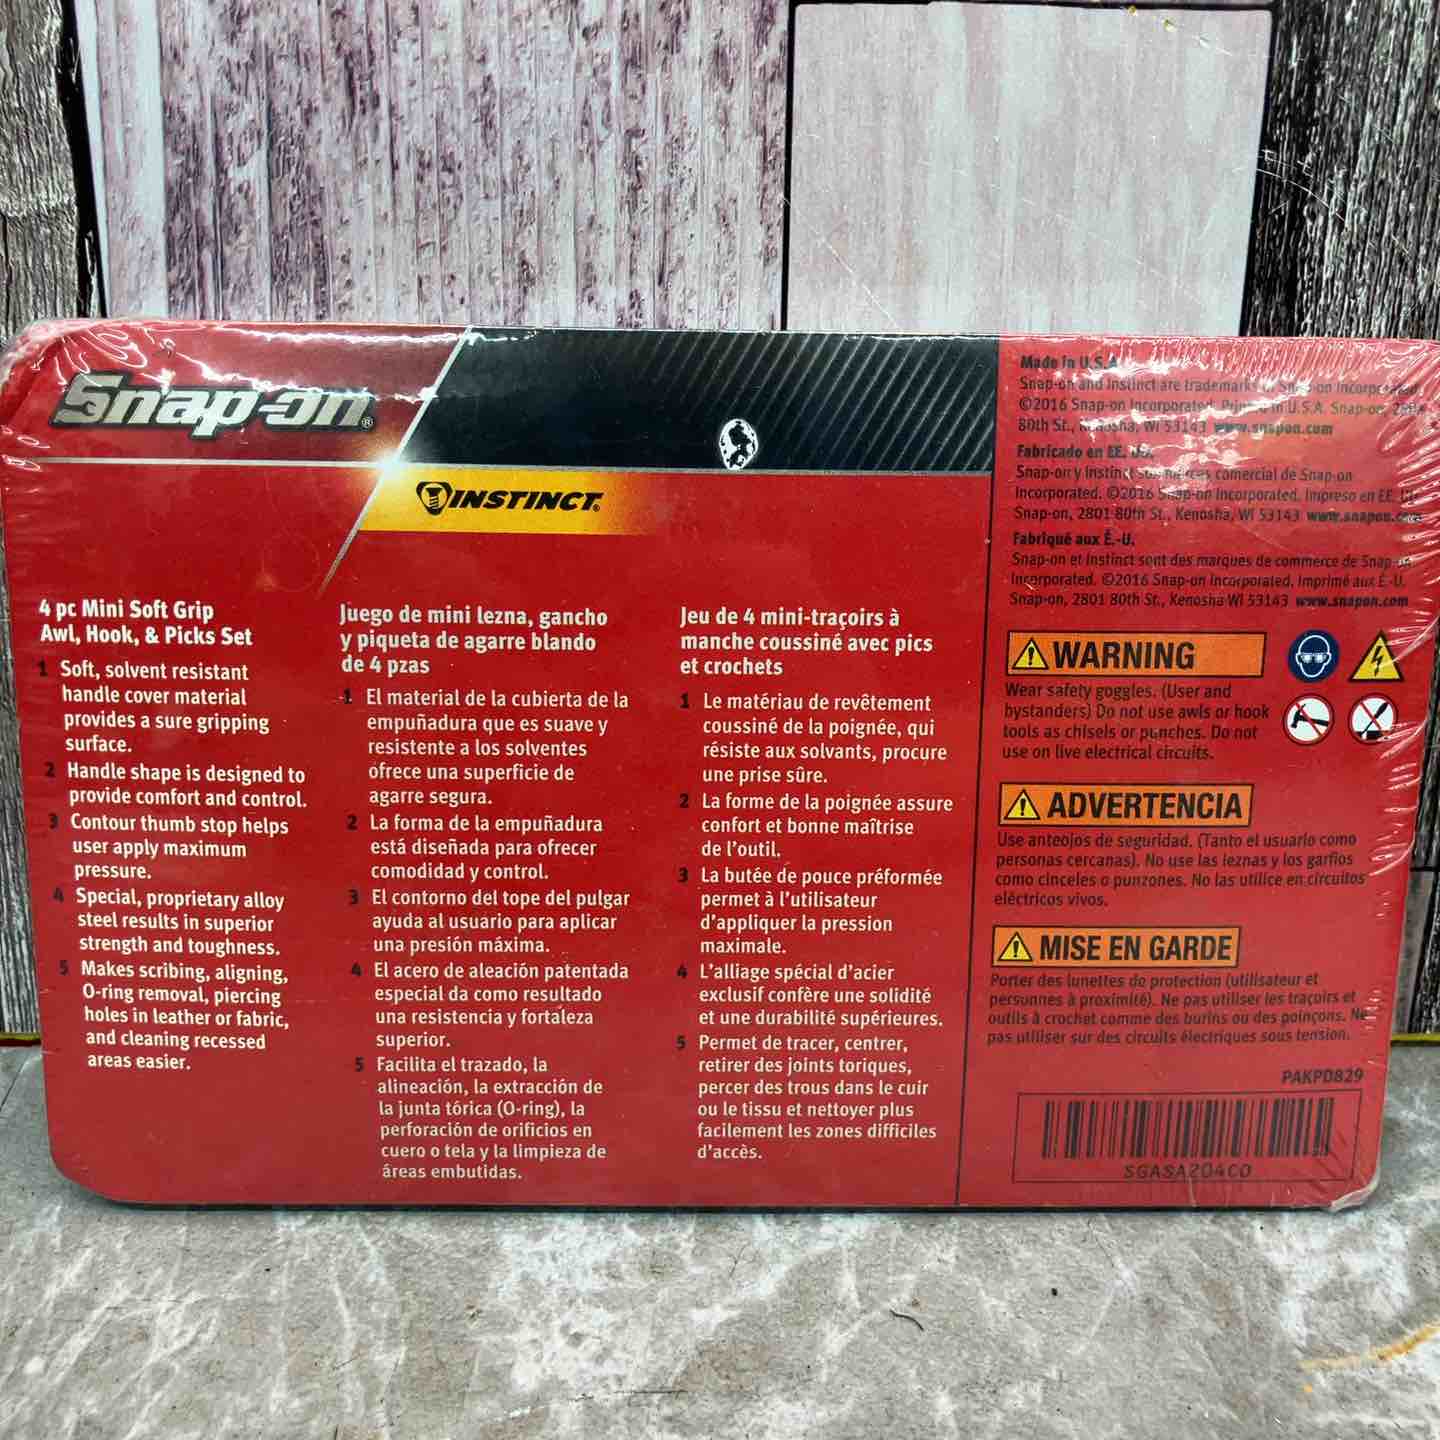 Snap-on®
INSTINCT®
4 pc Mini Soft Grip
Awl, Hook, & Picks Set
1 Soft, solvent resistant
handle cover material
provides a sure gripping
surface.
2 Handle shape is designed to
provide comfort and control.
3 Contour thumb stop helps
user apply maximum
pressure.
4 Special, proprietary alloy
steel results in superior
strength and toughness.
5 Makes scribing, aligning,
O-ring removal, piercing
holes in leather or fabric,
and cleaning recessed
areas easier.
Juego de mini lezna, gancho
y piqueta de agarre blando
de 4 pzas
1 El material de la cubierta de la
empuñadura que es suave y
resistente a los solventes
ofrece una superficie de
agarre segura.
2 La forma de la empuñadura
está diseñada para ofrecer
comodidad y control.
3 El contorno del tope del pulgar
ayuda al usuario para aplicar
una presión máxima.
4 El acero de aleación patentada
especial da como resultado
una resistencia y fortaleza
superior.
5 Facilita el trazado, la
alineación, la extracción de
la junta tórica (O-ring), la
perforación de orificios en
cuero o tela y la limpieza de
áreas embutidas.
Jeu de 4 mini-traçoirs à
manche coussiné avec pics
et crochets
1 Le matériau de revêtement
coussiné de la poignée, qui
résiste aux solvants, procure
une prise sûre.
2 La forme de la poignée assure
confort et bonne maîtrise
de l'outil.
3 La butée de pouce préformée
permet à l'utilisateur
d'appliquer la pression
maximale.
4 L'alliage spécial d'acier
exclusif confère une solidité
et une durabilité supérieures.
5 Permet de tracer, centrer,
retirer des joints toriques,
percer des trous dans le cuir
ou le tissu et nettoyer plus
facilement les zones difficiles
d'accès.
Made in U.S.A.
Snap-on and Instinct are trademarks of Snap-on Incorporated.
©2016 Snap-on Incorporated. Printed in U.S.A. Snap-on, 2801
80th St., Kenosha, WI 53143 www.snapon.com
Fabricado en EE. UU.
Snap-on y Instinct son marcas comercial de Snap-on
Incorporated. ©2016 Snap-on Incorporated. Impreso en EE. UU.
Snap-on, 2801 80th St., Kenosha, WI 53143 www.snapon.com
Fabriqué aux É.-U.
Snap-on et Instinct sont des marques de commerce de Snap-on
Incorporated. ©2016 Snap-on Incorporated. Imprimé aux É.-U.
Snap-on, 2801 80th St., Kenosha WI 53143 www.snapon.com
WARNING
Wear safety goggles. (User and
bystanders) Do not use awls or hook
tools as chisels or punches. Do not
use on live electrical circuits.
ADVERTENCIA
Use anteojos de seguridad. (Tanto el usuario como
personas cercanas). No use las leznas y los garfios
como cinceles o punzones. No las utilice en circuitos
eléctricos vivos.
MISE EN GARDE
Porter des lunettes de protection (utilisateur et
personnes à proximité). Ne pas utiliser les traçoirs et
outils à crochet comme des burins ou des poinçons. Ne
pas utiliser sur des circuits électriques sous tension.
PAKPD829
SGASA204CO